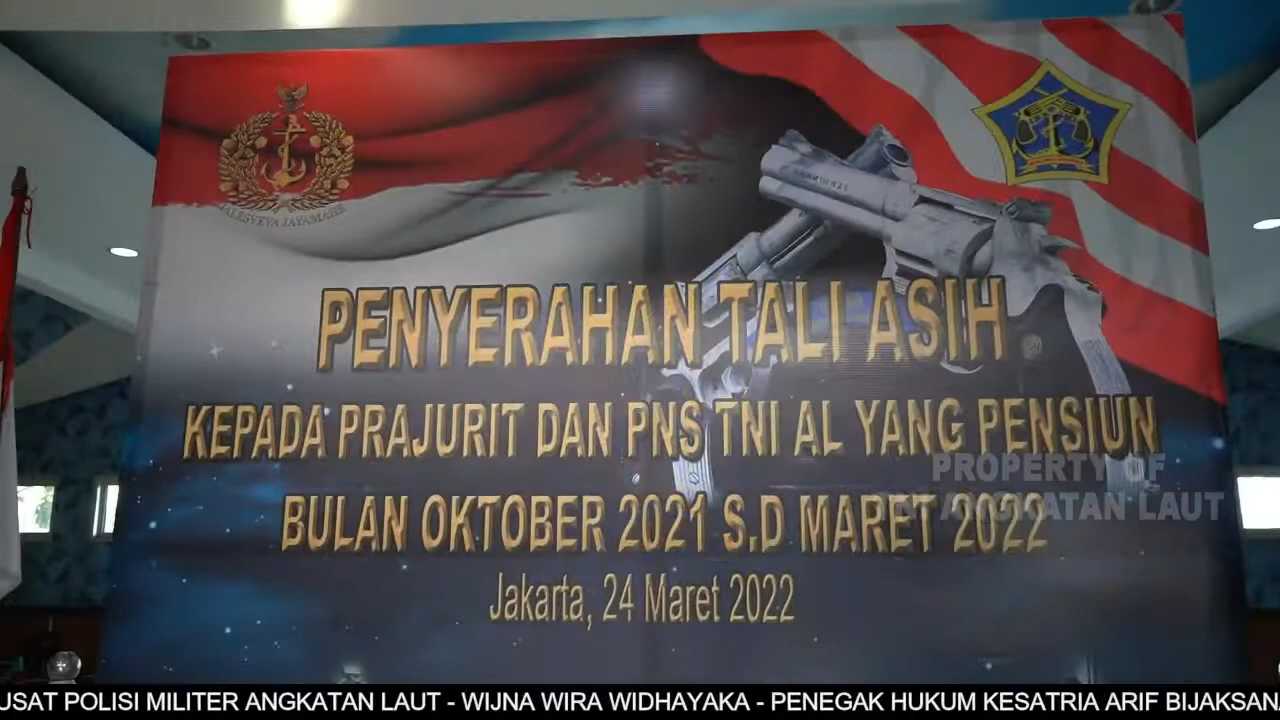 JALESVEVA JAYAMAHE
PENYERAHAN TALI ASIH
KEPADA PRAJURIT DAN PNS TNI AL YANG PENSIUN
BULAN OKTOBER 2021 S.D MARET 2022
Jakarta, 24 Maret 2022
PROPERTY OF
ANGKATAN LAUT
USAT POLISI MILITER ANGKATAN LAUT - WIJNA WIRA WIDHAYAKA - PENEGAK HUKUM KESATRIA ARIF BIJAKSANA